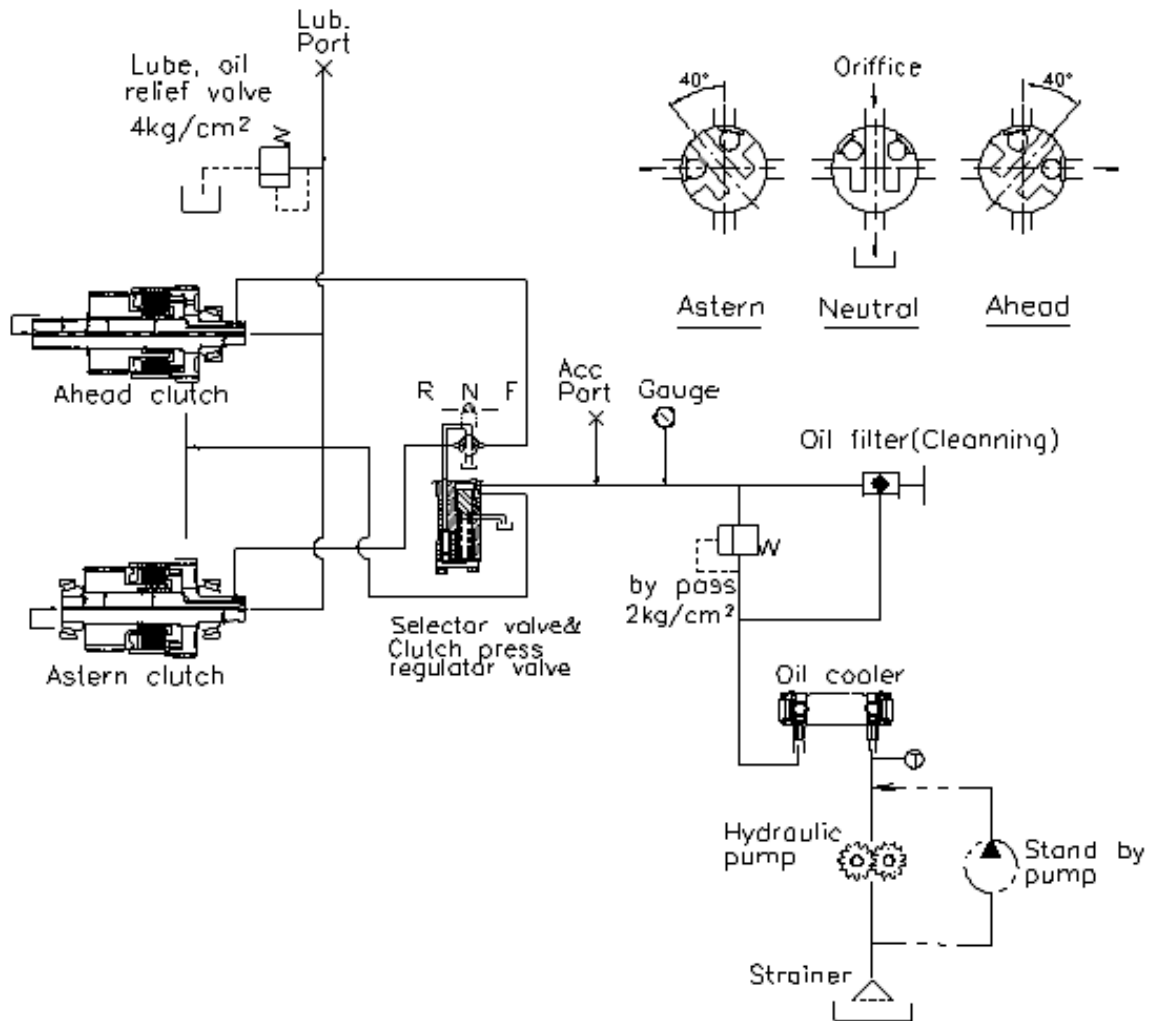 Lub.
Port
Lube, oil
relief valve
4kg/cm²
40°
Oriffice
40°
Astern
Neutral
Ahead
Ahead clutch
R N F
Acc
Port
Gauge
Oil filter(Cleanning)
by pass
2kg/cm²
Selector valve&
Clutch press
regulator valve
Astern clutch
Oil cooler
T
Hydraulic
pump
Stand by
pump
Strainer